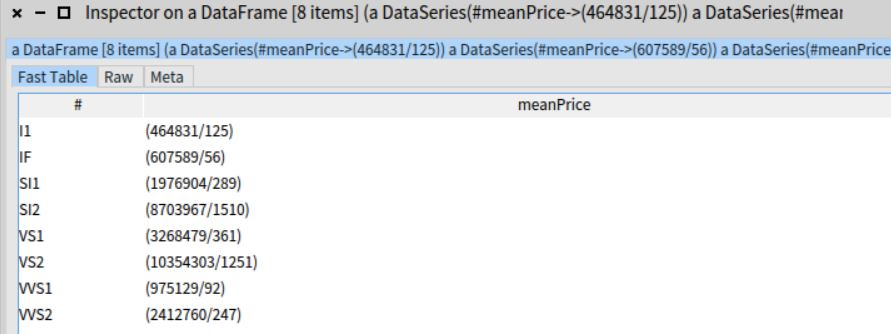 Inspector on a DataFrame [8 items] (a DataSeries(#meanPrice->(464831/125)) a DataSeries(#mear
a DataFrame [8 items] (a DataSeries(#meanPrice->(464831/125)) a DataSeries(#meanPrice->(607589/56)) a DataSeries(#meanPrice
Fast Table Raw Meta
# meanPrice
I1 (464831/125)
IF (607589/56)
SI1 (1976904/289)
SI2 (8703967/1510)
VS1 (3268479/361)
VS2 (10354303/1251)
VVS1 (975129/92)
VVS2 (2412760/247)